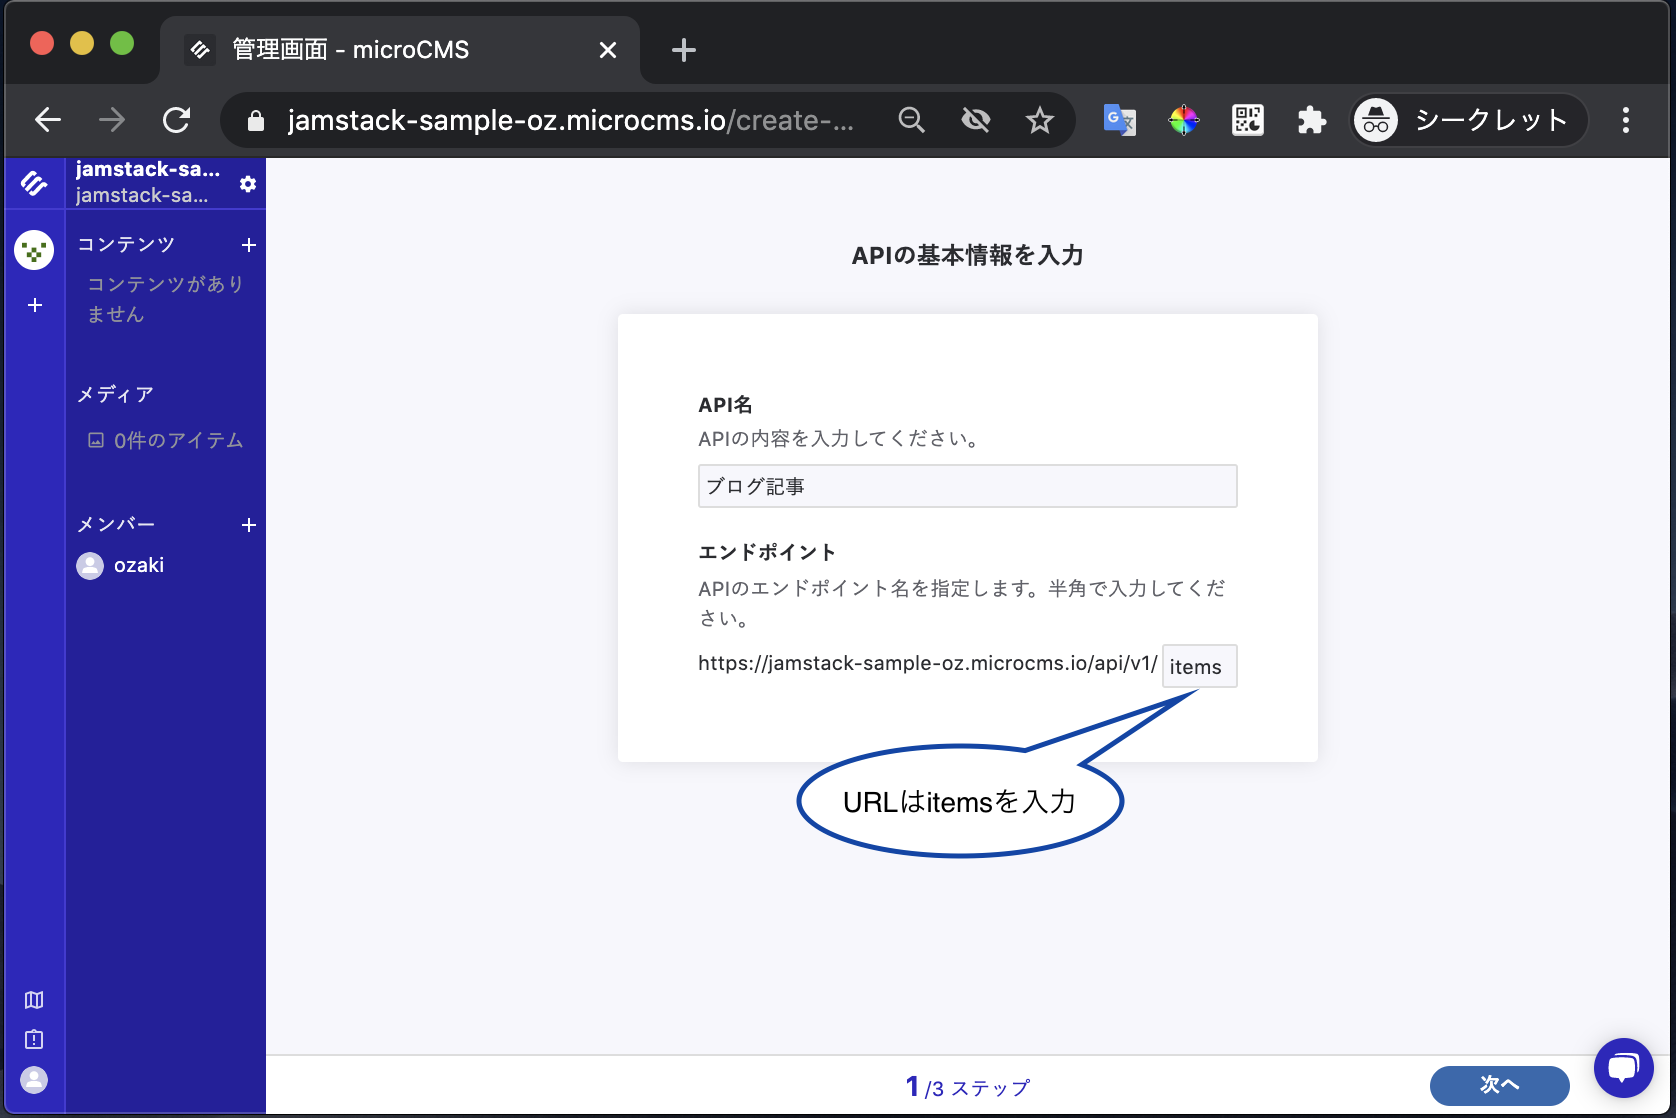 管理画面 - microCMS
jamstack-sample-oz.microcms.io/create-...
シークレット
jamstack-sa...
jamstack-sa...
コンテンツ
コンテンツがあり
ません
メディア
0件のアイテム
メンバー
ozaki
APIの基本情報を入力
API名
APIの内容を入力してください。
ブログ記事
エンドポイント
APIのエンドポイント名を指定します。半角で入力してくだ
さい。
https://jamstack-sample-oz.microcms.io/api/v1/ items
URLはitemsを入力
1 /3 ステップ
次へ